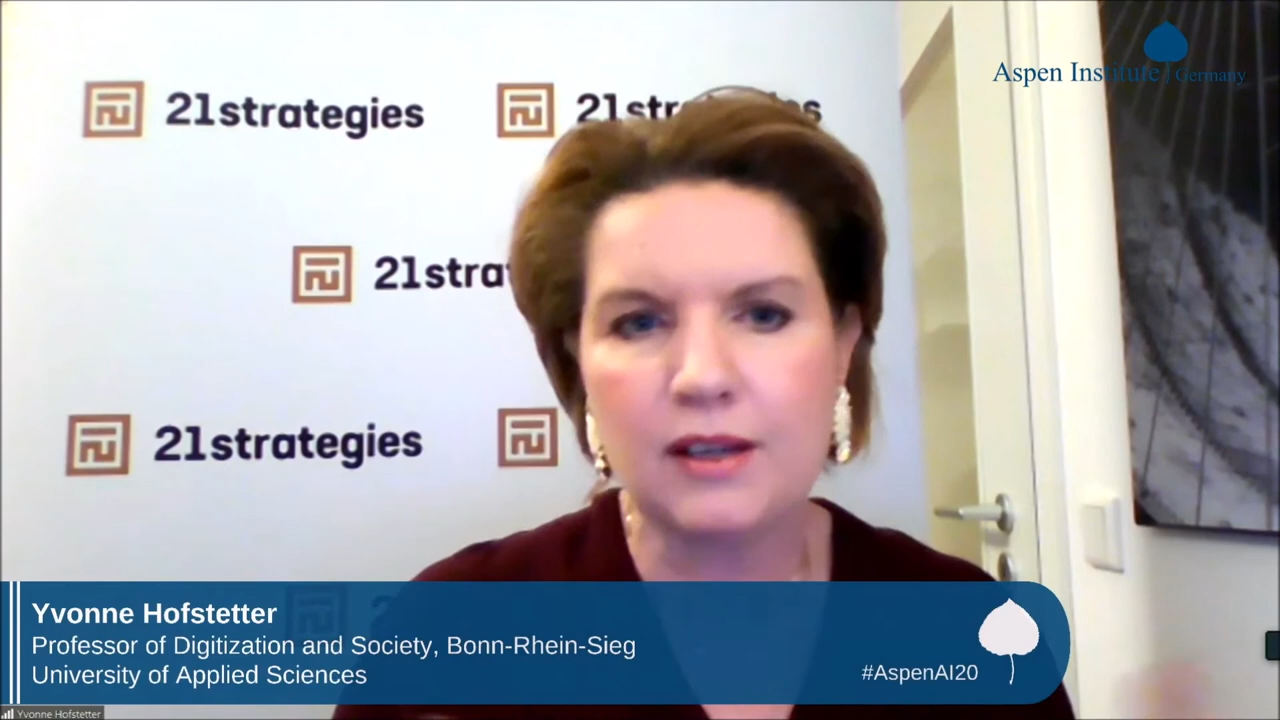 Aspen Institute | Germany
21strategies 21strategies
21stra
21strategies
Yvonne Hofstetter
Professor of Digitization and Society, Bonn-Rhein-Sieg
University of Applied Sciences
#AspenAI20
Yvonne Hofstetter